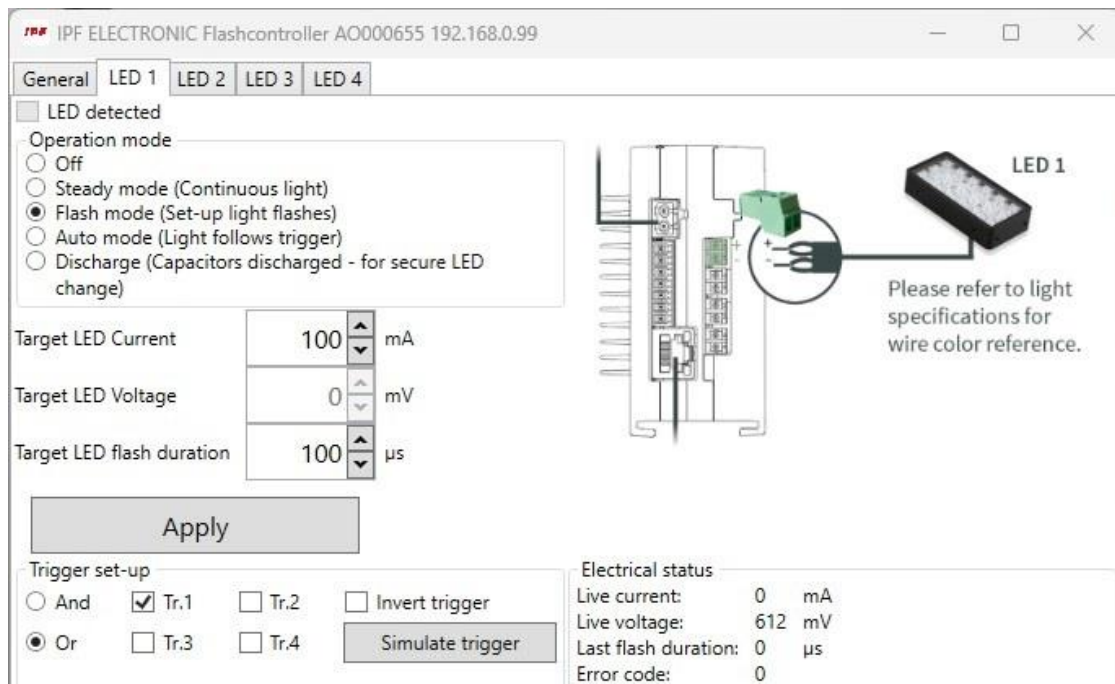 IPF IPF ELECTRONIC Flashcontroller AO000655 192.168.0.99
General LED 1 LED 2 LED 3 LED 4
LED detected
Operation mode
Off
Steady mode (Continuous light)
Flash mode (Set-up light flashes)
Auto mode (Light follows trigger)
Discharge (Capacitors discharged - for secure LED
change)
Target LED Current 100 mA
Target LED Voltage 0 mV
Target LED flash duration 100 µs
Apply
LED 1
+
-
+
-
Please refer to light
specifications for
wire color reference.
Trigger set-up
And Tr.1 Tr.2 Invert trigger
Or Tr.3 Tr.4 Simulate trigger
Electrical status
Live current: 0 mA
Live voltage: 612 mV
Last flash duration: 0 µs
Error code: 0